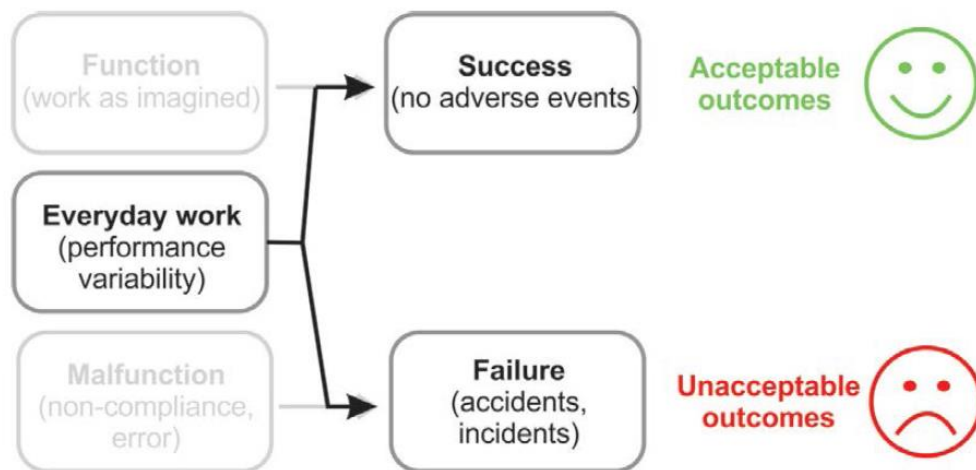 Function
(work as imagined)
Success
(no adverse events)
Acceptable
outcomes
Everyday work
(performance
variability)
Malfunction
(non-compliance,
error)
Failure
(accidents,
incidents)
Unacceptable
outcomes